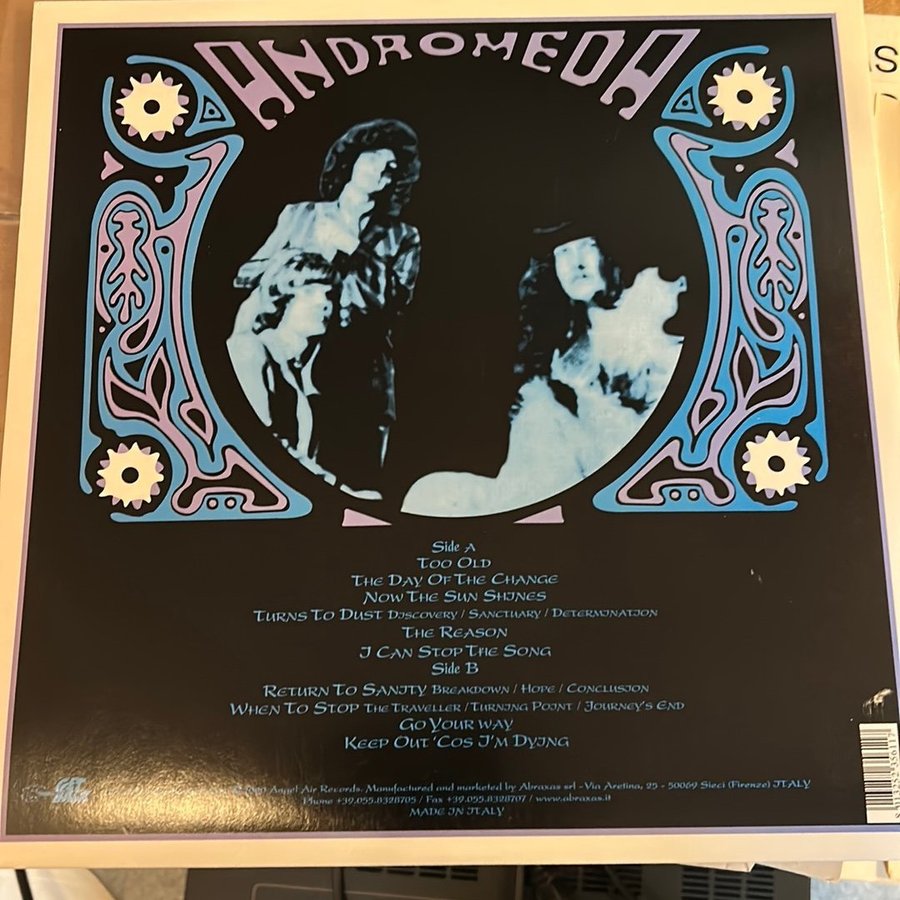 ANDROMEDA
Side A
TOO OLD
THE DAY OF THE CHANGE
NOW THE SUN SHINES
TURNS TO DUST DISCOVERY / SANCTUARY / DETERMINATION
THE REASON
I CAN STOP THE SONG
Side B
RETURN TO SANITY BREAKDOWN / HOPE / CONCLUSION
WHEN TO STOP THE TRAVELLER / TURNING POINT / JOURNEY'S END
GO YOUR WAY
KEEP OUT 'COS I'M DYING
Angel Air Records. Manufactured and marketed by Abraxas srl - Via Aretina, 25 - 50069 Sieci (Firenze) ITALY
Phone +39.055.8328705 / Fax +39.055.8328707 / www.abraxas.it
MADE IN ITALY